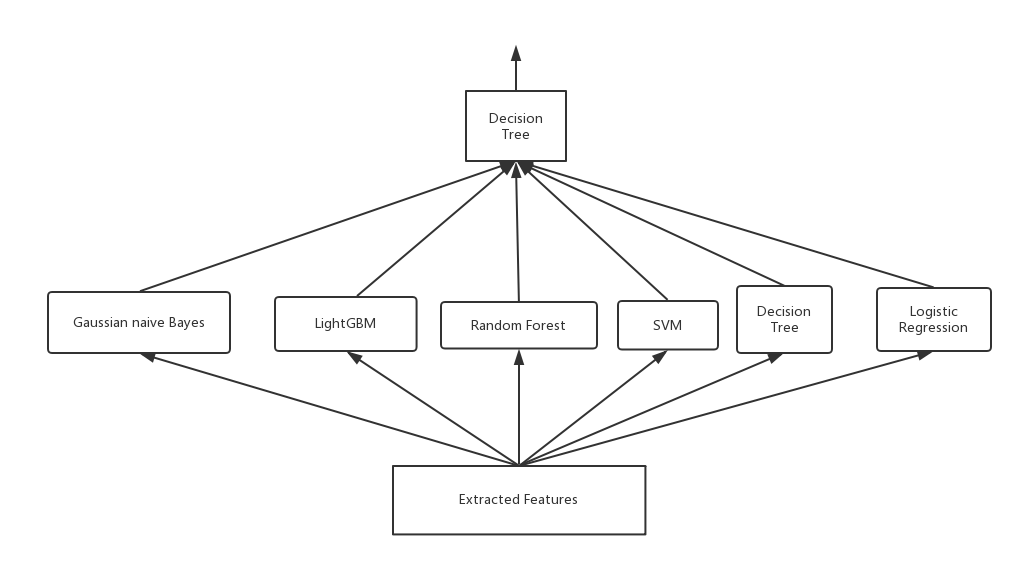 Decision
Tree
Gaussian naive Bayes
LightGBM
Random Forest
SVM
Decision
Tree
Logistic
Regression
Extracted Features